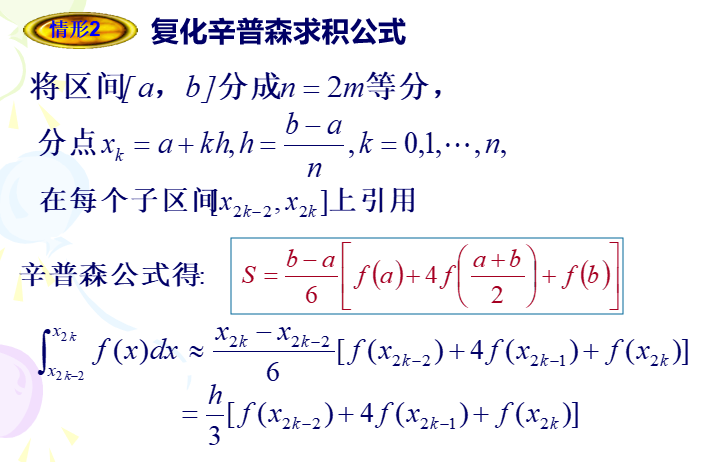 情形2 复化辛普森求积公式
将区间[a，b]分成n = 2m等分，
分点 x_k = a + kh, h = \frac{b-a}{n}, k = 0,1,⋯, n,
在每个子区间[x_{2k-2}, x_{2k}]上引用
辛普森公式得: S = \frac{b-a}{6}\left[f(a)+4f\left(\frac{a+b}{2}\right)+f(b)\right]
\int_{x_{2k-2}}^{x_{2k}} f(x)dx ≈ \frac{x_{2k}-x_{2k-2}}{6}[f(x_{2k-2})+4f(x_{2k-1})+f(x_{2k})]
= \frac{h}{3}[f(x_{2k-2})+4f(x_{2k-1})+f(x_{2k})]